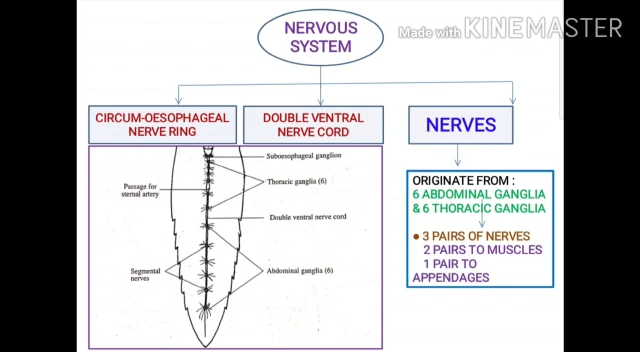 NERVOUS
SYSTEM
Made with KINEMASTER
CIRCUM-OESOPHAGEAL
NERVE RING
DOUBLE VENTRAL
NERVE CORD
NERVES
Suboesophageal ganglion
Thoracic ganglia (6)
Passage for
sternal artery
Double ventral nerve cord
Segmental
nerves
Abdominal ganglia (6)
ORIGINATE FROM :
6 ABDOMINAL GANGLIA
& 6 THORACIC GANGLIA
● 3 PAIRS OF NERVES
2 PAIRS TO MUSCLES
1 PAIR TO
APPENDAGES